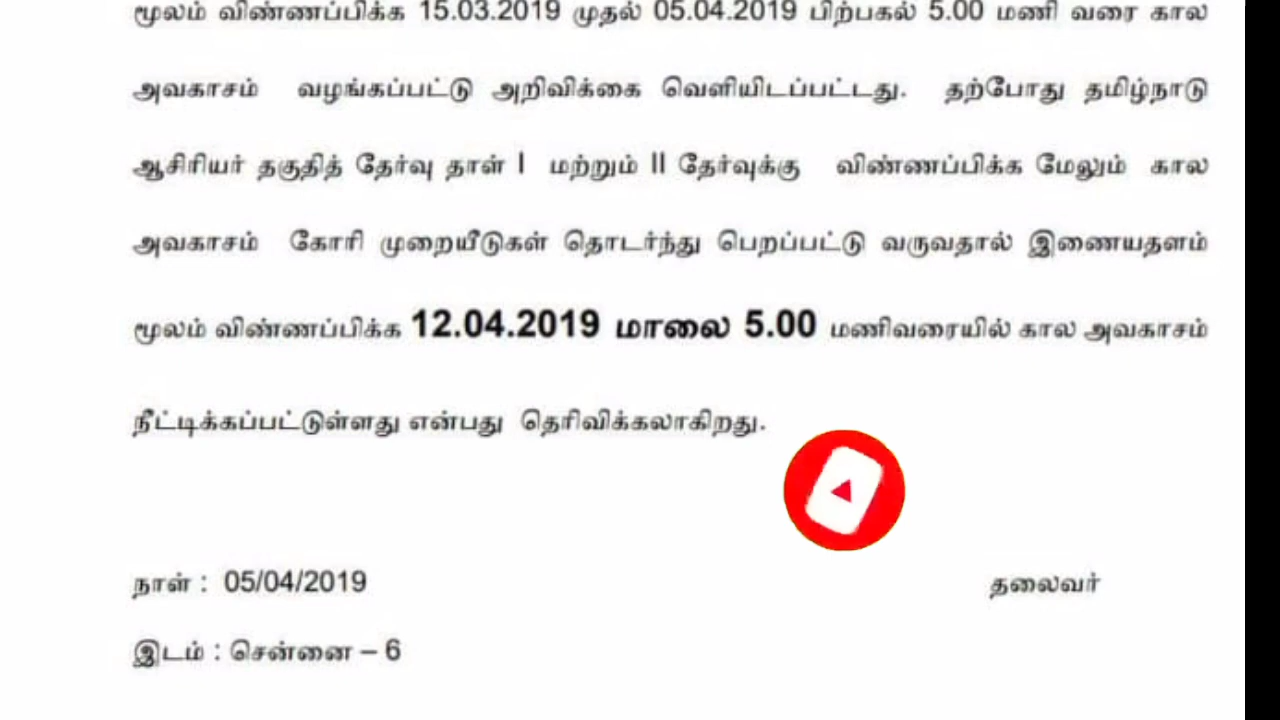 மூலம் விண்ணப்பிக்க 15.03.2019 முதல் 05.04.2019 பிற்பகல் 5.00 மணி வரை கால
அவகாசம் வழங்கப்பட்டு அறிவிக்கை வெளியிடப்பட்டது. தற்போது தமிழ்நாடு
ஆசிரியர் தகுதித் தேர்வு தாள் I மற்றும் II தேர்வுக்கு விண்ணப்பிக்க மேலும் கால
அவகாசம் கோரி முறையீடுகள் தொடர்ந்து பெறப்பட்டு வருவதால் இணையதளம்
மூலம் விண்ணப்பிக்க 12.04.2019 மாலை 5.00 மணிவரையில் கால அவகாசம்
நீட்டிக்கப்பட்டுள்ளது என்பது தெரிவிக்கலாகிறது.
நாள் : 05/04/2019 தலைவர்
இடம் : சென்னை – 6